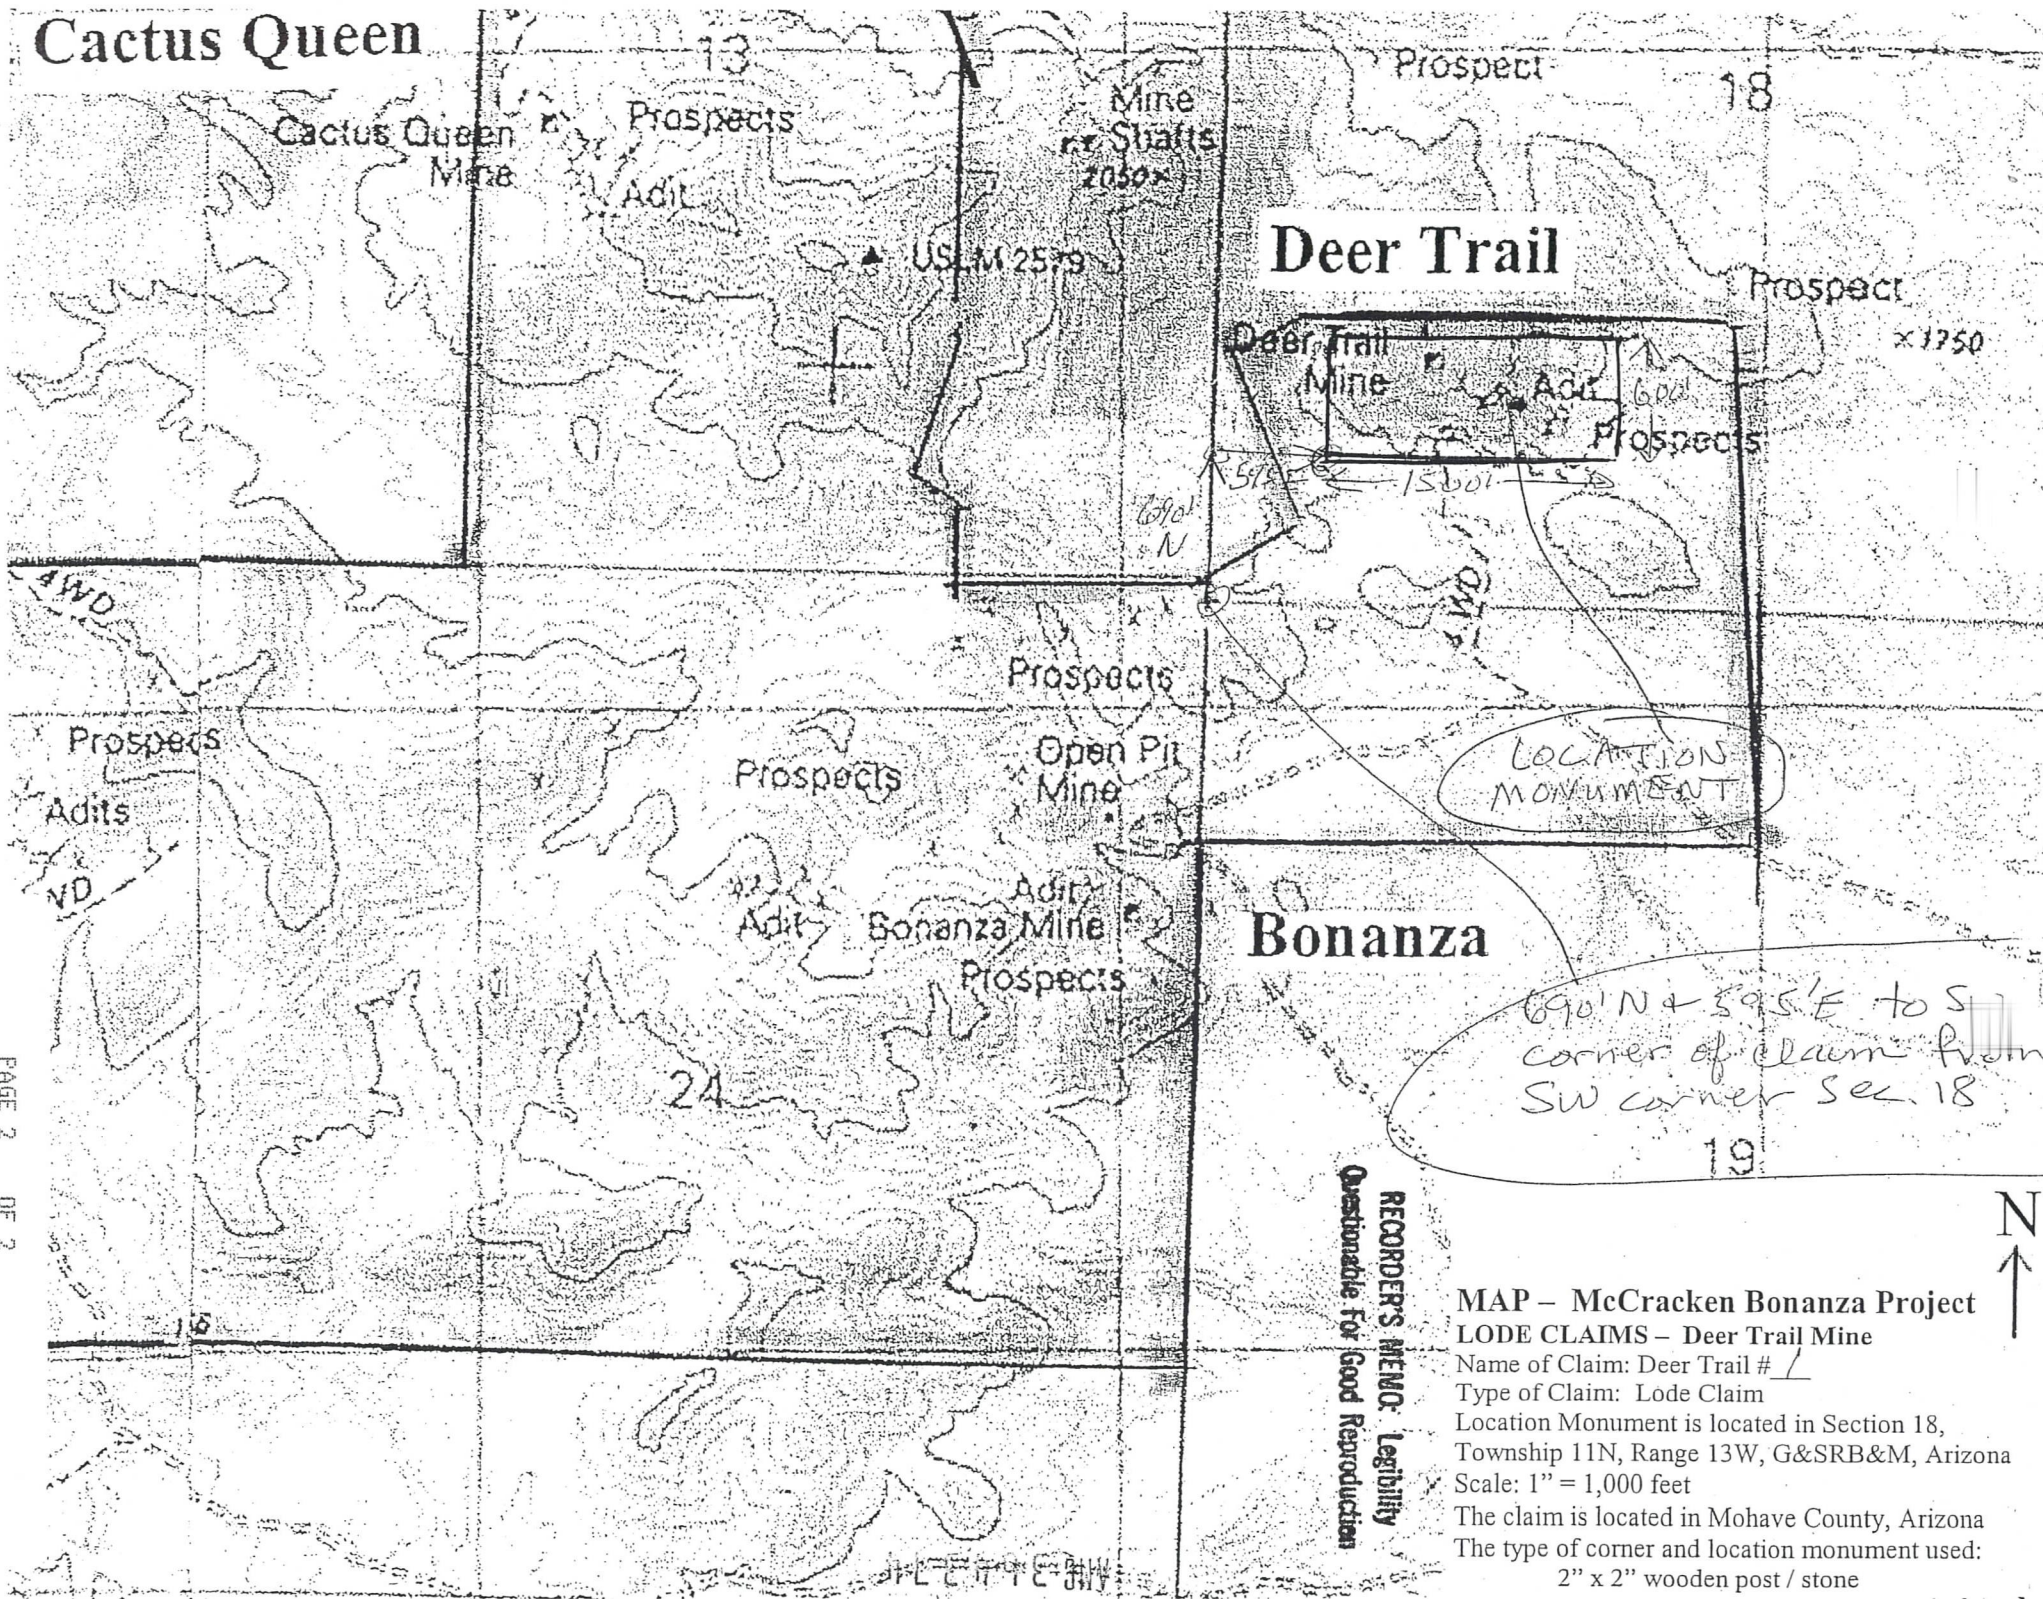 Cactus Queen
13
Prospect
18
Mine
Shafts
2050×
Cactus Queen
Mine
Prospects
Adit
USLM 2579
Deer Trail
Prospect
×1750
Deer Trail
Mine
Adit
600'
Prospects
595'E
1500'
690'
N
4WD
4WD
Prospects
LOCATION
MONUMENT
Prospects
Adits
Prospects
Open Pit
Mine
WD
Adit
Adit
Bonanza Mine
Prospects
Bonanza
690'N + 595'E to
corner of claim from
SW corner Sec. 18
24
19
N
PAGE 2 OF 2
RECORDER'S MEMO: Legibility
Questionable For Good Reproduction
MAP – McCracken Bonanza Project
LODE CLAIMS – Deer Trail Mine
Name of Claim: Deer Trail # 1
Type of Claim: Lode Claim
Location Monument is located in Section 18,
Township 11N, Range 13W, G&SRB&M, Arizona
Scale: 1" = 1,000 feet
The claim is located in Mohave County, Arizona
The type of corner and location monument used:
2" x 2" wooden post / stone